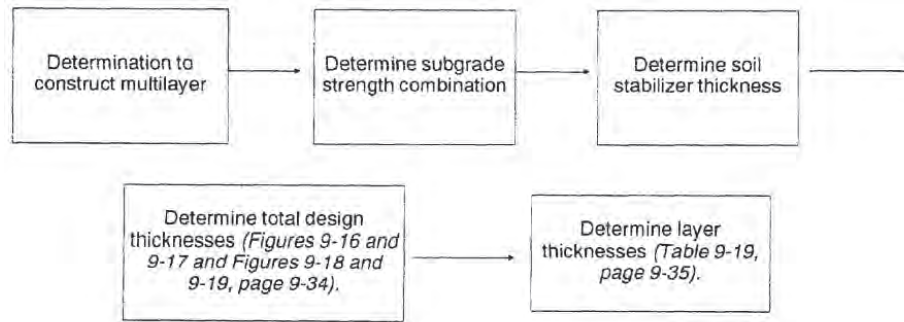 Determination to
construct multilayer
Determine subgrade
strength combination
Determine soil
stabilizer thickness
Determine total design
thicknesses (Figures 9-16 and
9-17 and Figures 9-18 and
9-19, page 9-34).
Determine layer
thicknesses (Table 9-19,
page 9-35).